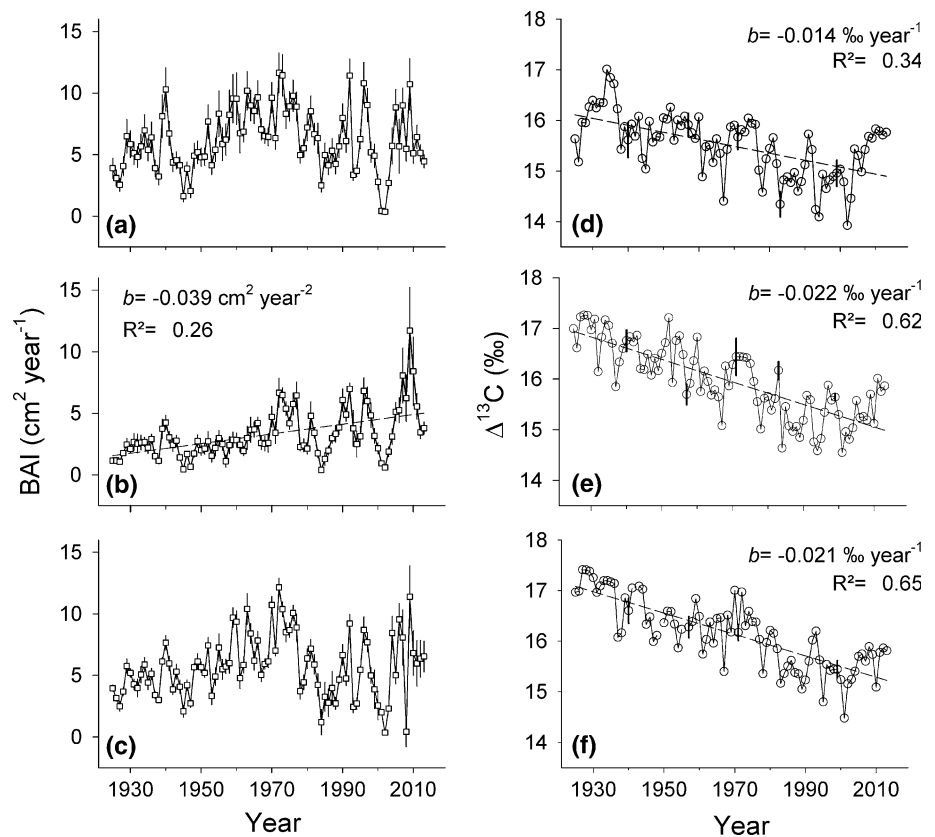 15
10
5
0
(a)
18
17
16
15
14
b= -0.014 ‰ year⁻¹
R²= 0.34
(d)
BAI (cm² year⁻¹)
15
10
5
0
b= -0.039 cm² year⁻²
R²= 0.26
(b)
Δ¹³C (‰)
18
17
16
15
14
b= -0.022 ‰ year⁻¹
R²= 0.62
(e)
15
10
5
0
(c)
1930 1950 1970 1990 2010
Year
18
17
16
15
14
b= -0.021 ‰ year⁻¹
R²= 0.65
(f)
1930 1950 1970 1990 2010
Year